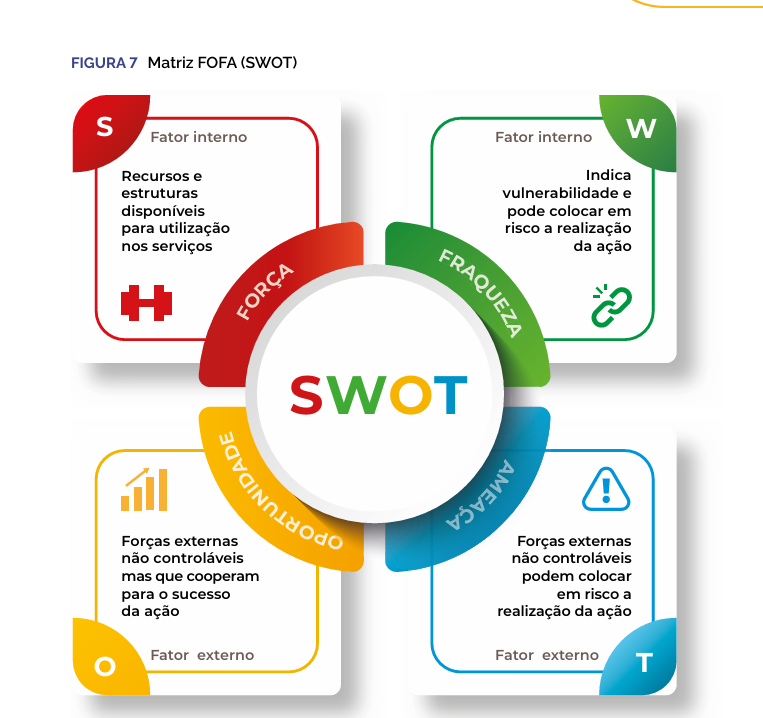 FIGURA 7 Matriz FOFA (SWOT)
S
Fator interno
Recursos e
estruturas
disponíveis
para utilização
nos serviços
FORÇA
W
Fator interno
Indica
vulnerabilidade e
pode colocar em
risco a realização
da ação
FRAQUEZA
SWOT
OPORTUNIDADE
Forças externas
não controláveis
mas que cooperam
para o sucesso
da ação
Fator externo
O
AMEAÇA
Forças externas
não controláveis
podem colocar
em risco a
realização da ação
Fator externo
T